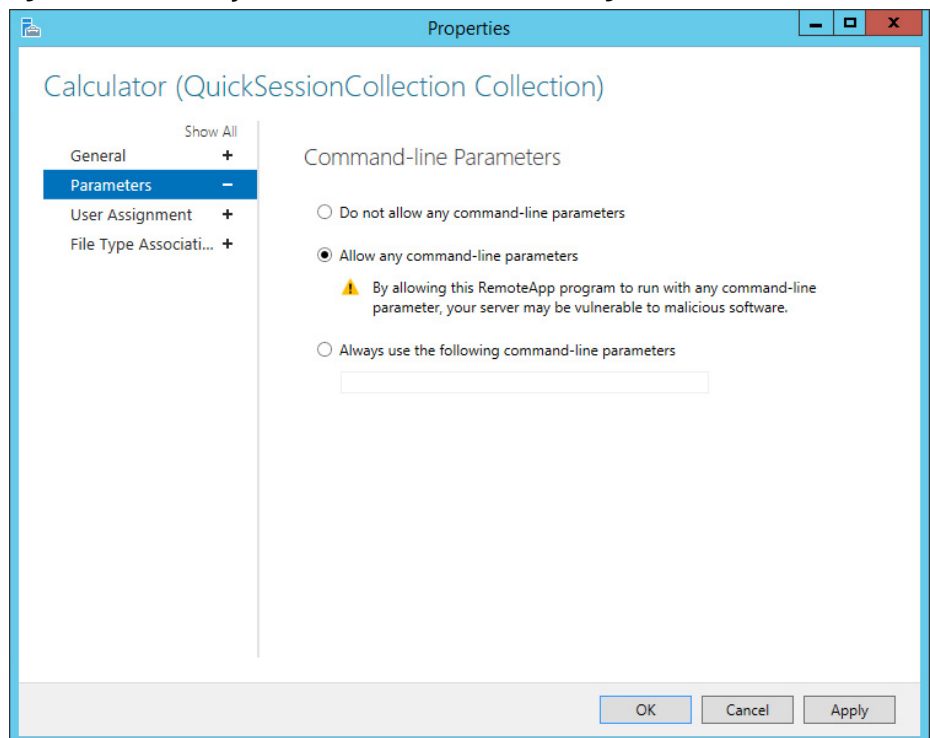 Properties
Calculator (QuickSessionCollection Collection)
Show All
General +
Parameters –
User Assignment +
File Type Associati... +
Command-line Parameters
Do not allow any command-line parameters
Allow any command-line parameters
By allowing this RemoteApp program to run with any command-line
parameter, your server may be vulnerable to malicious software.
Always use the following command-line parameters
OK Cancel Apply